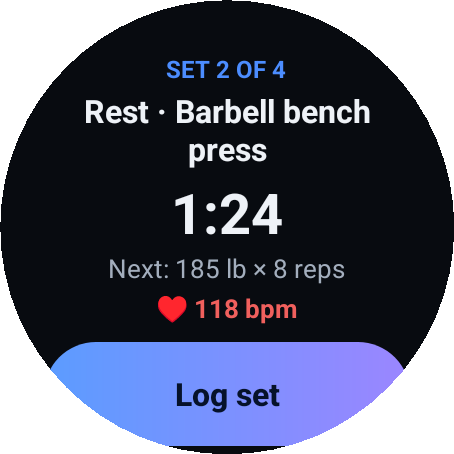 SET 2 OF 4
Rest · Barbell bench
press
1:24
Next: 185 lb × 8 reps
❤️ 118 bpm
Log set